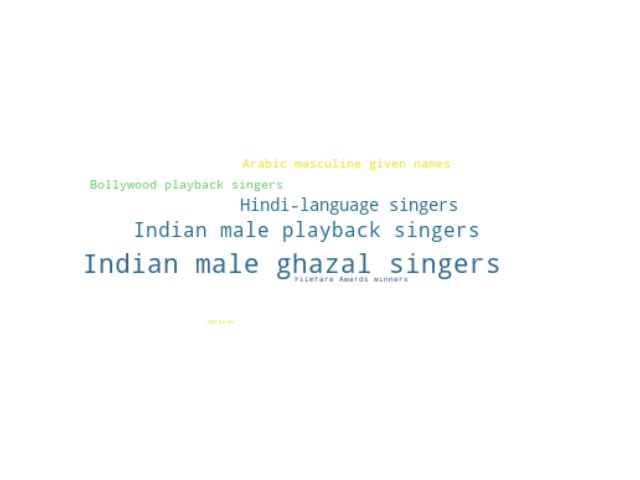 Arabic masculine given names
Bollywood playback singers
Hindi-language singers
Indian male playback singers
Indian male ghazal singers
Filmfare Awards winners